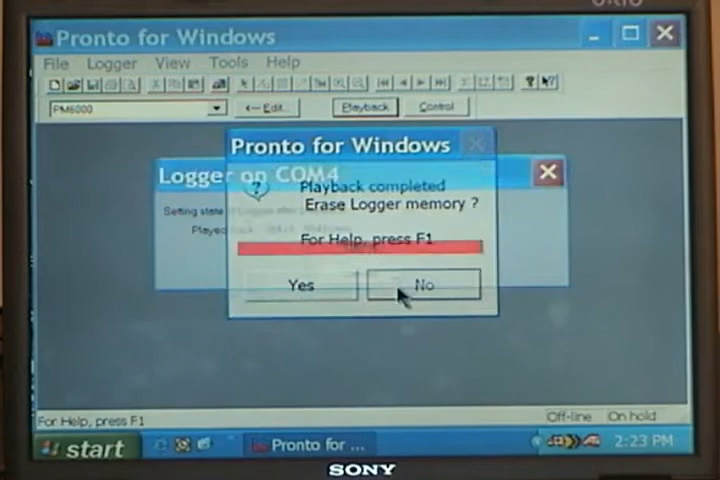 Pronto for Windows
File Logger View Tools Help
PM6000
<-- Edit...
Playback
Control
Pronto for Windows
Logger on COM4
Playback completed
Erase Logger memory ?
Setting state
For Help, press F1
Yes
No
For Help, press F1
Off-line
On hold
start
Pronto for ...
2:23 PM
SONY